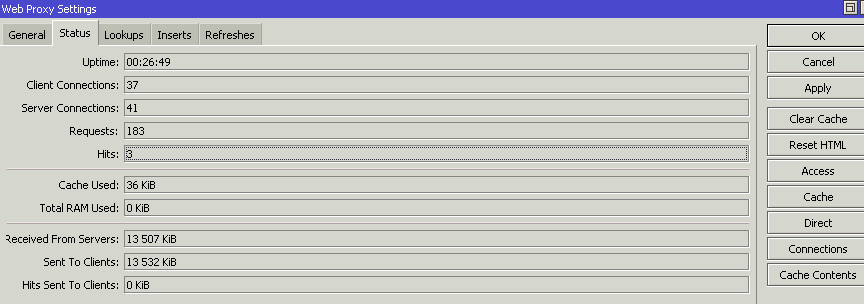 Web Proxy Settings
General Status Lookups Inserts Refreshes
Uptime: 00:26:49
Client Connections: 37
Server Connections: 41
Requests: 183
Hits: 3
Cache Used: 36 KiB
Total RAM Used: 0 KiB
Received From Servers: 13 507 KiB
Sent To Clients: 13 532 KiB
Hits Sent To Clients: 0 KiB
OK
Cancel
Apply
Clear Cache
Reset HTML
Access
Cache
Direct
Connections
Cache Contents